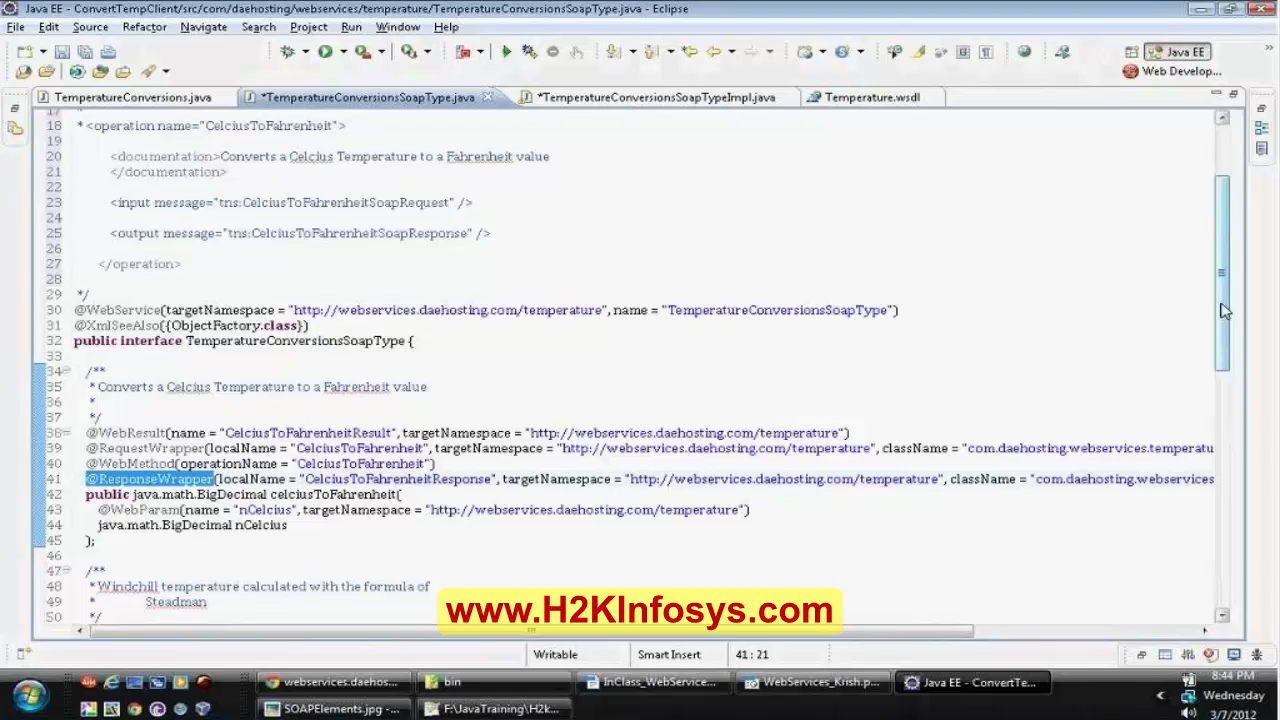 Java EE - ConvertTempClient/src/com/daehosting/webservices/temperature/TemperatureConversionsSoapType.java - Eclipse
File Edit Source Refactor Navigate Search Project Run Window Help
Java EE
Web Develop...
TemperatureConversions.java *TemperatureConversionsSoapType.java *TemperatureConversionsSoapTypeImpl.java Temperature.wsdl
17 *
18 *<operation name="CelciusToFahrenheit">
19
20 <documentation>Converts a Celcius Temperature to a Fahrenheit value
21 </documentation>
22
23 <input message="tns:CelciusToFahrenheitSoapRequest" />
24
25 <output message="tns:CelciusToFahrenheitSoapResponse" />
26
27 </operation>
28
29 */
30 @WebService(targetNamespace = "http://webservices.daehosting.com/temperature", name = "TemperatureConversionsSoapType")
31 @XmlSeeAlso({ObjectFactory.class})
32 public interface TemperatureConversionsSoapType {
33
34 /**
35 * Converts a Celcius Temperature to a Fahrenheit value
36 *
37 */
38 @WebResult(name = "CelciusToFahrenheitResult", targetNamespace = "http://webservices.daehosting.com/temperature")
39 @RequestWrapper(localName = "CelciusToFahrenheit", targetNamespace = "http://webservices.daehosting.com/temperature", className = "com.daehosting.webservices.temperatu
40 @WebMethod(operationName = "CelciusToFahrenheit")
41 @ResponseWrapper(localName = "CelciusToFahrenheitResponse", targetNamespace = "http://webservices.daehosting.com/temperature", className = "com.daehosting.webservices
42 public java.math.BigDecimal celciusToFahrenheit(
43 @WebParam(name = "nCelcius", targetNamespace = "http://webservices.daehosting.com/temperature")
44 java.math.BigDecimal nCelcius
45 );
46
47 /**
48 * Windchill temperature calculated with the formula of
49 * Steadman
50 */
www.H2KInfosys.com
Writable Smart Insert 41 : 21
webservices.daehos... bin InClass_WebService... WebServices_Krish.p... Java EE - ConvertTe...
SOAPElements.jpg -... F:\JavaTraining\H2k...
8:44 PM
Wednesday
3/7/2012